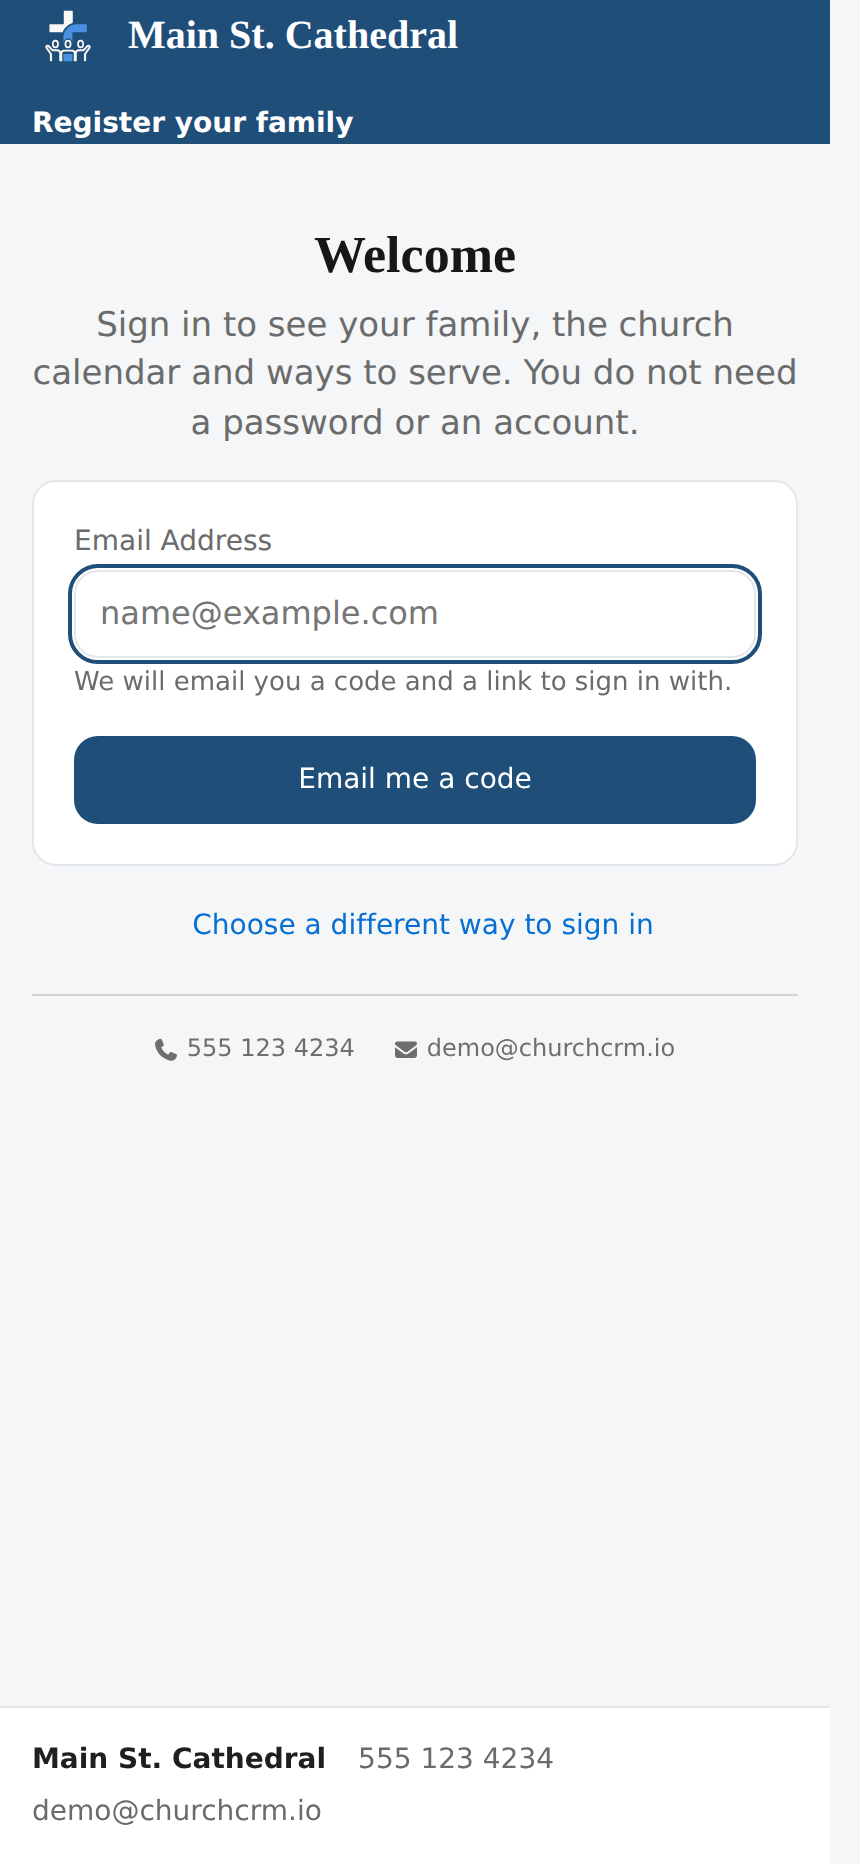 Main St. Cathedral
Register your family
Welcome
Sign in to see your family, the church
calendar and ways to serve. You do not need
a password or an account.
Email Address
name@example.com
We will email you a code and a link to sign in with.
Email me a code
Choose a different way to sign in
555 123 4234 demo@churchcrm.io
Main St. Cathedral 555 123 4234
demo@churchcrm.io